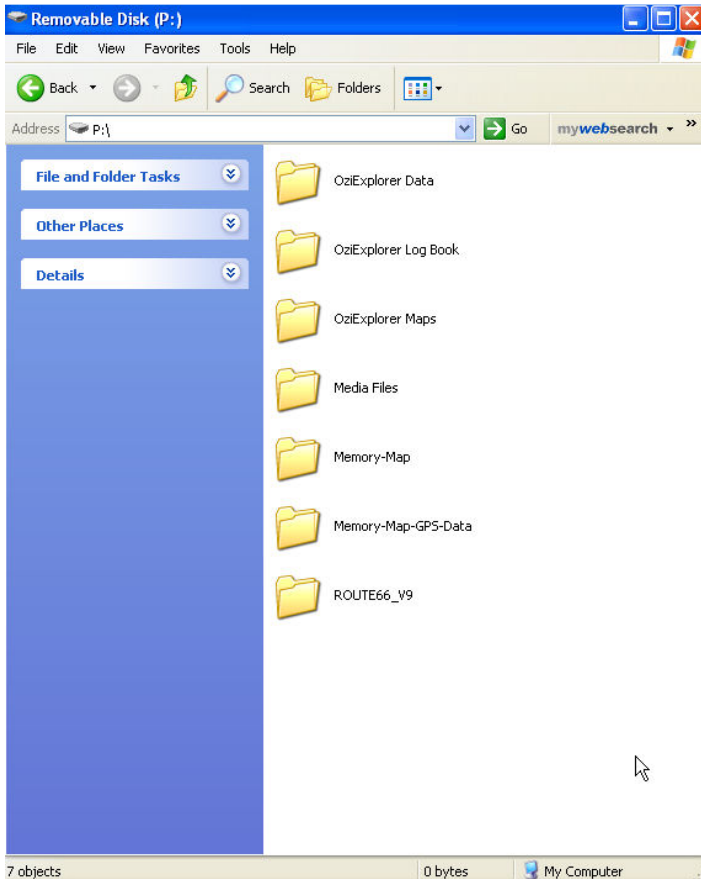 Removable Disk (P:)
File Edit View Favorites Tools Help
Back Search Folders
Address P:\ Go mywebsearch »
File and Folder Tasks
Other Places
Details
OziExplorer Data
OziExplorer Log Book
OziExplorer Maps
Media Files
Memory-Map
Memory-Map-GPS-Data
ROUTE66_V9
7 objects 0 bytes My Computer